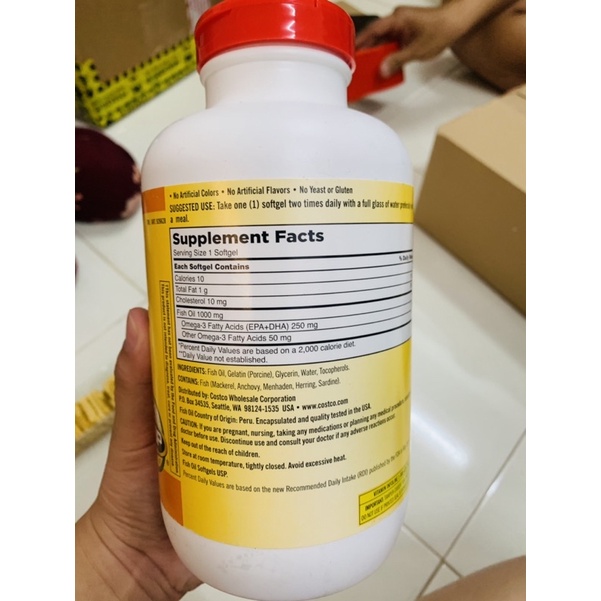 • No Artificial Colors • No Artificial Flavors • No Yeast or Gluten
SUGGESTED USE: Take one (1) softgel two times daily with a full glass of water
a meal.
Supplement Facts
Serving Size 1 Softgel
% Daily
Each Softgel Contains
Calories 10
Total Fat 1 g
Cholesterol 10 mg
Fish Oil 1000 mg
Omega-3 Fatty Acids (EPA+DHA) 250 mg
Other Omega-3 Fatty Acids 50 mg
*Percent Daily Values are based on a 2,000 calorie diet.
**Daily Value not established.
INGREDIENTS: Fish Oil, Gelatin (Porcine), Glycerin, Water, Tocopherols.
CONTAINS: Fish (Mackerel, Anchovy, Menhaden, Herring, Sardine).
Distributed by: Costco Wholesale Corporation
P.O. Box 34535, Seattle, WA 98124-1535 USA • www.costco.com
Fish Oil Country of Origin: Peru. Encapsulated and quality tested in the USA
CAUTION: if you are pregnant, nursing, taking any medications or planning any medical
doctor before use. Discontinue use and consult your doctor if any adverse reactions occur.
Keep out of the reach of children.
Store at room temperature, tightly closed. Avoid excessive heat.
Fish Oil Softgels USP.
Percent Daily Values are based on the new Recommended Daily Intake (RDI) published by the